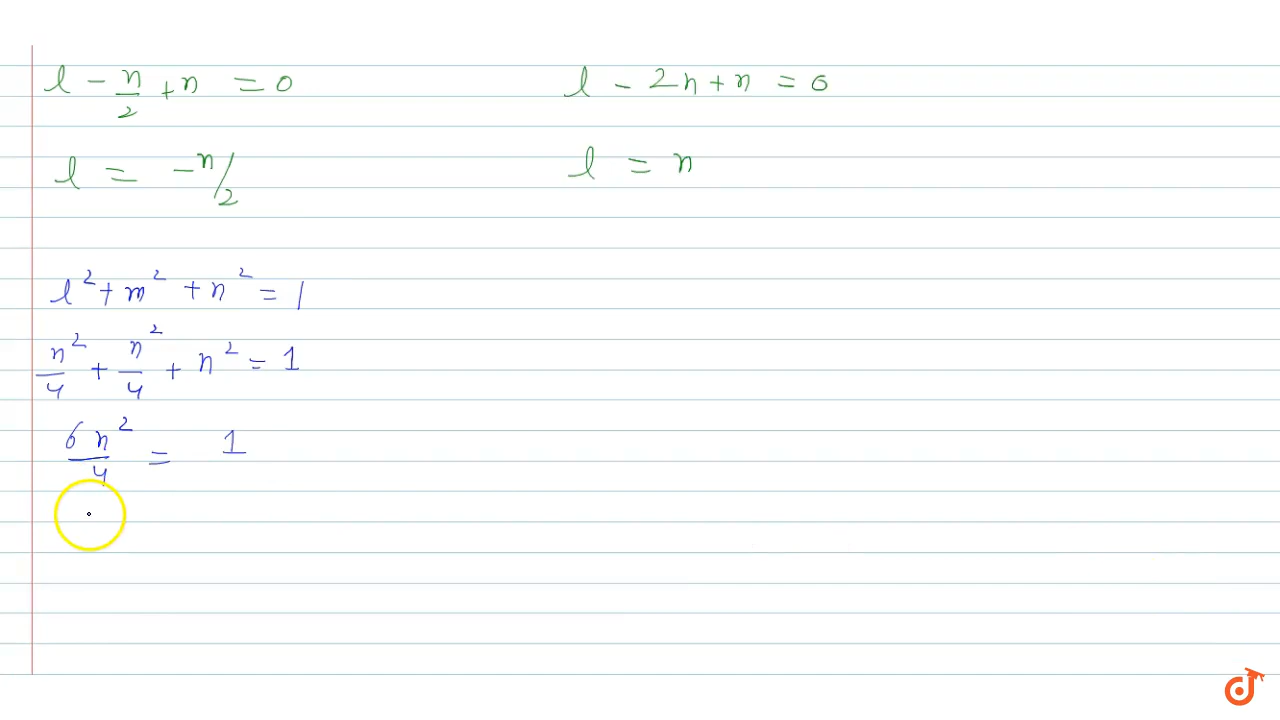 l - n/2 + n = 0
l - 2n + n = 0
l = -n/2
l = n
l² + m² + n² = 1
n²/4 + n²/4 + n² = 1
6n²/4 = 1